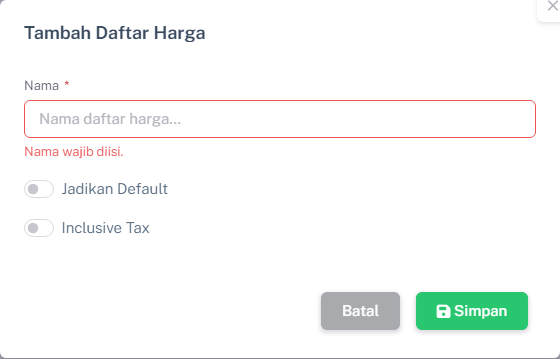 Tambah Daftar Harga
Nama *
Nama daftar harga...
Nama wajib diisi.
Jadikan Default
Inclusive Tax
Batal
Simpan